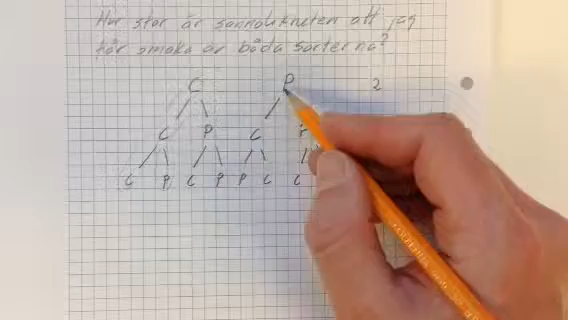 Hur stor är sannolikheten att jag
får smaka av båda sorterna?
C P 2
C P C P
C P C P P C C